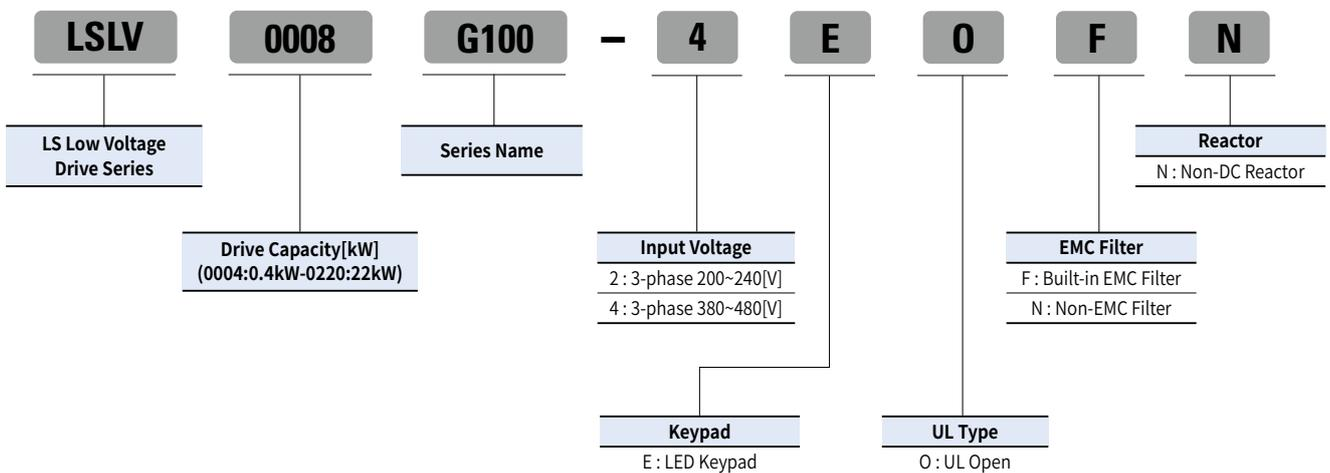 LSLV 0008 G100 – 4 E O F N
LS Low Voltage
Drive Series
Series Name
Reactor
N : Non-DC Reactor
Drive Capacity[kW]
(0004:0.4kW-0220:22kW)
Input Voltage
2 : 3-phase 200~240[V]
4 : 3-phase 380~480[V]
EMC Filter
F : Built-in EMC Filter
N : Non-EMC Filter
Keypad
E : LED Keypad
UL Type
O : UL Open